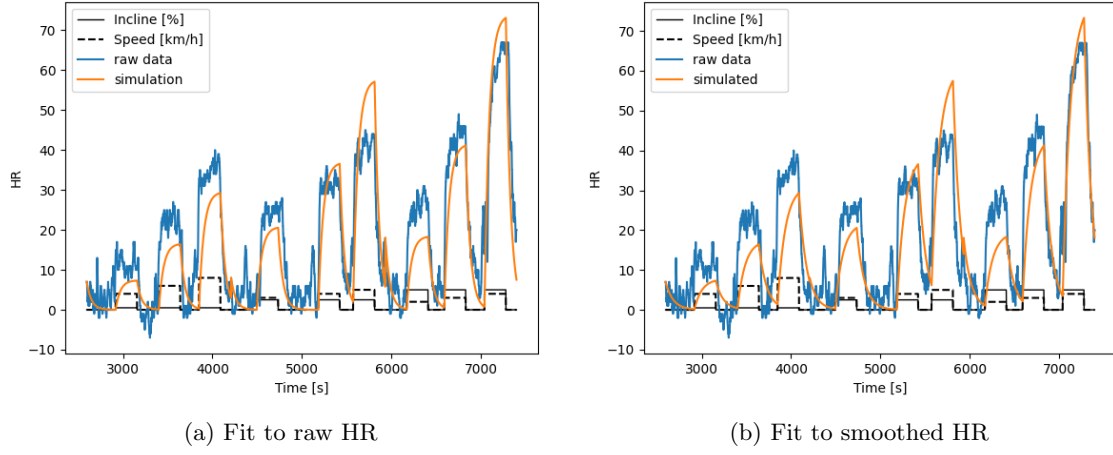 Incline [%]
Speed [km/h]
raw data
simulation
70
60
50
40
30
20
10
0
−10
HR
3000 4000 5000 6000 7000
Time [s]
(a) Fit to raw HR
Incline [%]
Speed [km/h]
raw data
simulated
70
60
50
40
30
20
10
0
−10
HR
3000 4000 5000 6000 7000
Time [s]
(b) Fit to smoothed HR